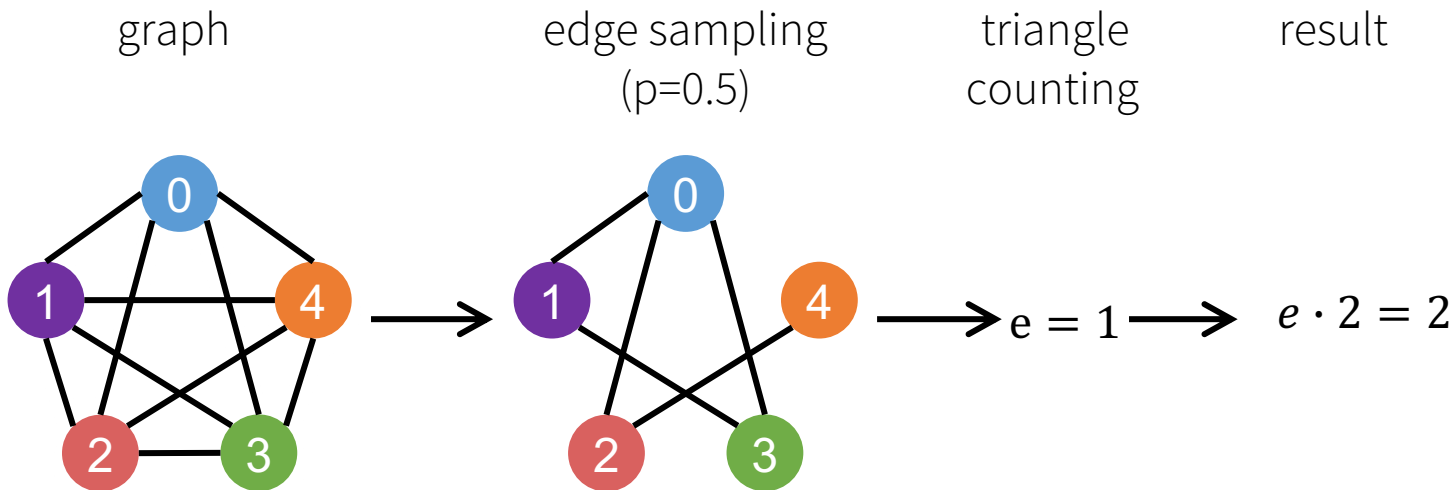 graph
edge sampling
(p=0.5)
triangle
counting
result
0
1
4
2
3
0
1
4
2
3
e = 1
e · 2 = 2